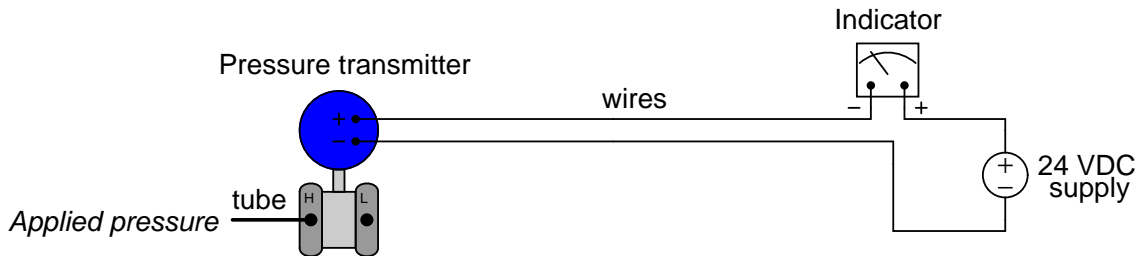 Indicator
Pressure transmitter
wires
− +
+
−
+
−
24 VDC
supply
tube
H L
Applied pressure